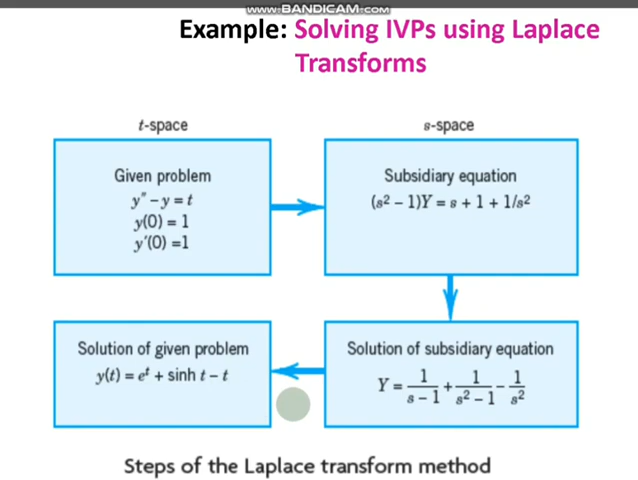 www.BANDICAM.com
Example: Solving IVPs using Laplace
Transforms
t-space
s-space
Given problem
y″ – y = t
y(0) = 1
y′(0) =1
Subsidiary equation
(s² – 1)Y = s + 1 + 1/s²
Solution of given problem
y(t) = eᵗ + sinh t – t
Solution of subsidiary equation
Y = 1/(s – 1) + 1/(s² – 1) – 1/s²
Steps of the Laplace transform method